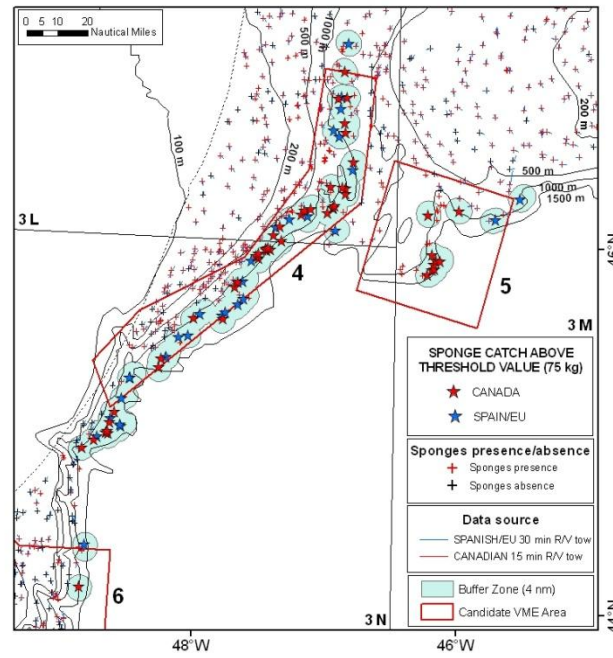 0 5 10 20
Nautical Miles
1000 m
500 m
200 m
100 m
200 m
500 m
1000 m
1500 m
3 L
46°N
4
5
3 M
SPONGE CATCH ABOVE
THRESHOLD VALUE (75 kg)
CANADA
SPAIN/EU
Sponges presence/absence
Sponges presence
Sponges absence
Data source
SPANISH/EU 30 min R/V tow
CANADIAN 15 min R/V tow
Buffer Zone (4 nm)
Candidate VME Area
6
3 N
44°N
48°W
46°W